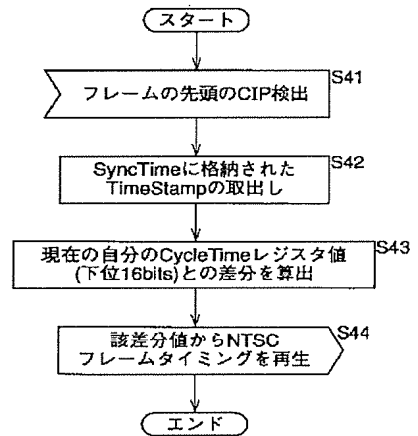 スタート
S41
フレームの先頭のCIP検出
S42
SyncTimeに格納された
TimeStampの取出し
S43
現在の自分のCycleTimeレジスタ値
(下位16bits)との差分を算出
S44
該差分値からNTSC
フレームタイミングを再生
エンド